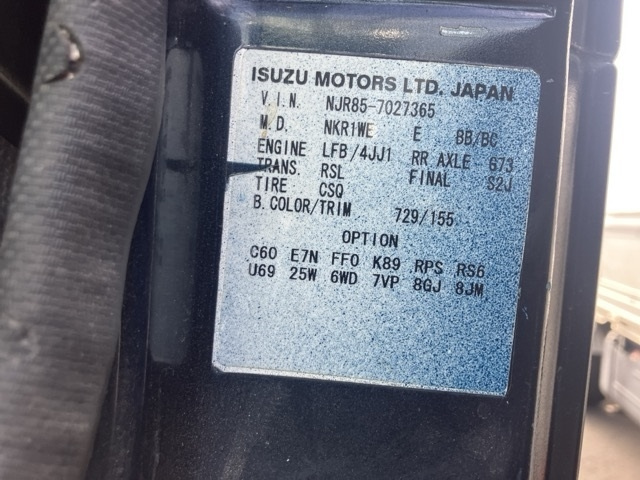 ISUZU MOTORS LTD. JAPAN
V.I.N. NJR85-7027365
M.D. NKR1WE E BB/BC
ENGINE LFB/4JJ1 RR AXLE 673
TRANS. RSL FINAL S2J
TIRE CSQ
B.COLOR/TRIM 729/155
OPTION
C60 E7N FF0 K89 RPS RS6
U69 25W 6WD 7VP 8GJ 8JM